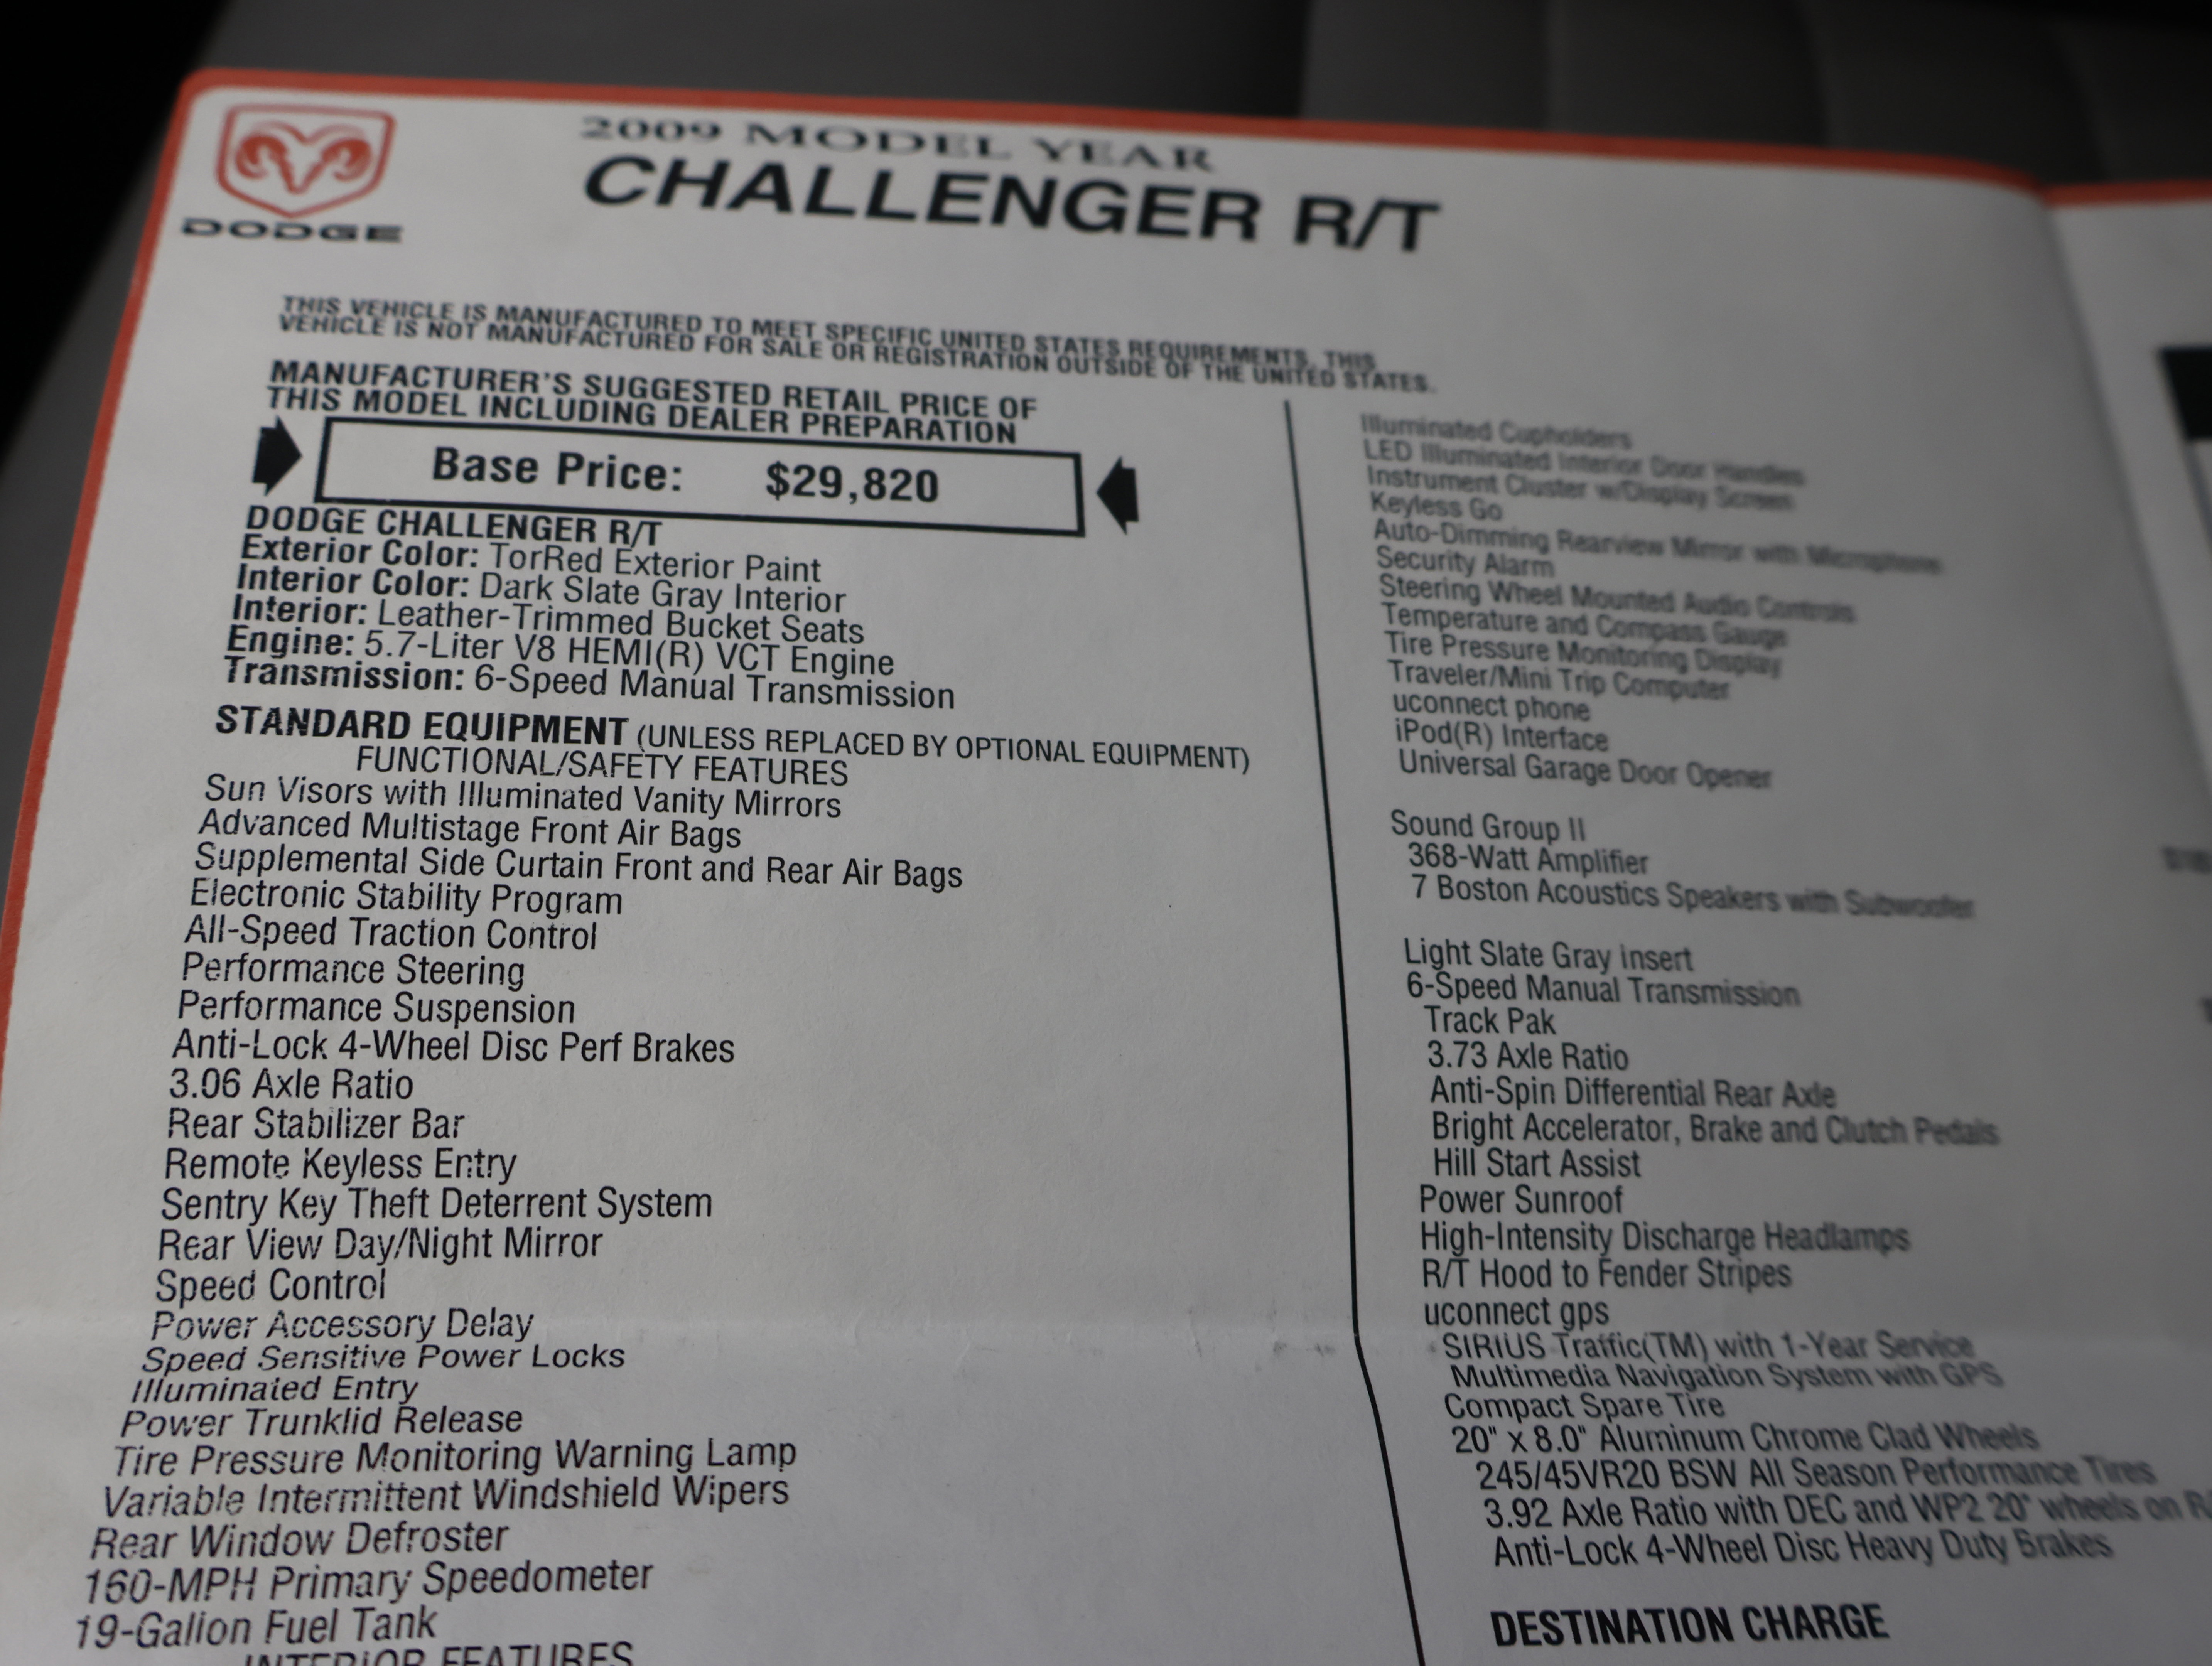 DODGE
2009 MODEL YEAR
CHALLENGER R/T
THIS VEHICLE IS MANUFACTURED TO MEET SPECIFIC UNITED STATES REQUIREMENTS. THIS
VEHICLE IS NOT MANUFACTURED FOR SALE OR REGISTRATION OUTSIDE OF THE UNITED STATES.
MANUFACTURER'S SUGGESTED RETAIL PRICE OF
THIS MODEL INCLUDING DEALER PREPARATION
Base Price: $29,820
DODGE CHALLENGER R/T
Exterior Color: TorRed Exterior Paint
Interior Color: Dark Slate Gray Interior
Interior: Leather-Trimmed Bucket Seats
Engine: 5.7-Liter V8 HEMI(R) VCT Engine
Transmission: 6-Speed Manual Transmission
STANDARD EQUIPMENT (UNLESS REPLACED BY OPTIONAL EQUIPMENT)
FUNCTIONAL/SAFETY FEATURES
Sun Visors with Illuminated Vanity Mirrors
Advanced Multistage Front Air Bags
Supplemental Side Curtain Front and Rear Air Bags
Electronic Stability Program
All-Speed Traction Control
Performance Steering
Performance Suspension
Anti-Lock 4-Wheel Disc Perf Brakes
3.06 Axle Ratio
Rear Stabilizer Bar
Remote Keyless Entry
Sentry Key Theft Deterrent System
Rear View Day/Night Mirror
Speed Control
Power Accessory Delay
Speed Sensitive Power Locks
Illuminated Entry
Power Trunklid Release
Tire Pressure Monitoring Warning Lamp
Variable Intermittent Windshield Wipers
Rear Window Defroster
160-MPH Primary Speedometer
19-Gallon Fuel Tank
INTERIOR FEATURES
Illuminated Cupholders
LED Illuminated Interior Door Handles
Instrument Cluster w/Display Screen
Keyless Go
Auto-Dimming Rearview Mirror with Microphone
Security Alarm
Steering Wheel Mounted Audio Controls
Temperature and Compass Gauge
Tire Pressure Monitoring Display
Traveler/Mini Trip Computer
uconnect phone
iPod(R) Interface
Universal Garage Door Opener
Sound Group II
368-Watt Amplifier
7 Boston Acoustics Speakers with Subwoofer
Light Slate Gray Insert
6-Speed Manual Transmission
Track Pak
3.73 Axle Ratio
Anti-Spin Differential Rear Axle
Bright Accelerator, Brake and Clutch Pedals
Hill Start Assist
Power Sunroof
High-Intensity Discharge Headlamps
R/T Hood to Fender Stripes
uconnect gps
SIRIUS Traffic(TM) with 1-Year Service
Multimedia Navigation System with GPS
Compact Spare Tire
20" x 8.0" Aluminum Chrome Clad Wheels
245/45VR20 BSW All Season Performance Tires
3.92 Axle Ratio with DEC and WP2 20" wheels on
Anti-Lock 4-Wheel Disc Heavy Duty Brakes
DESTINATION CHARGE